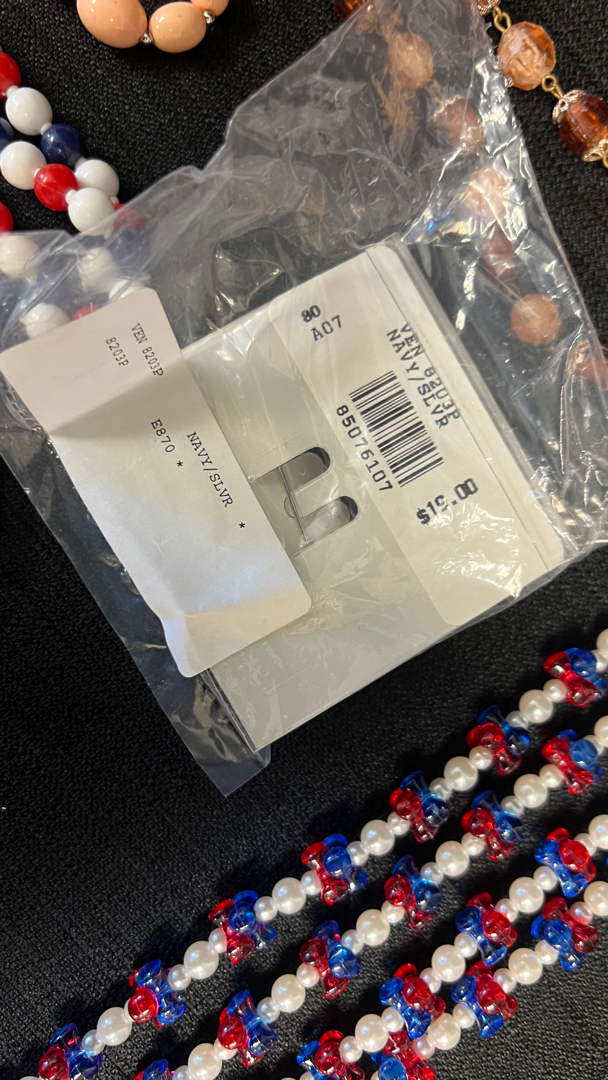 VEN 8203P
8203P
NAVY/SLVR *
E870 *
80
A07
VEN 8203P
NAVY/SLVR
85076107
$19.00